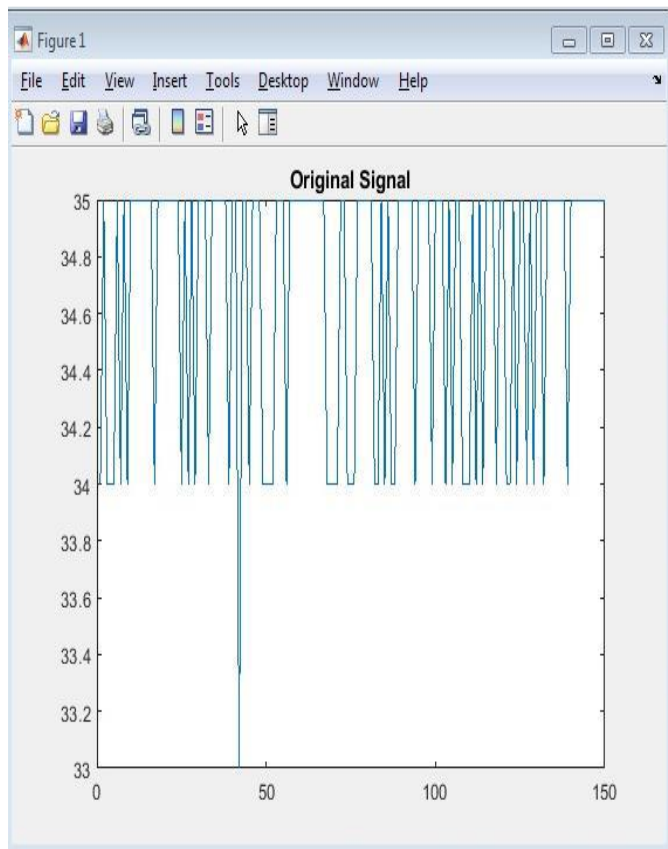 Figure 1
File Edit View Insert Tools Desktop Window Help
Original Signal
35
34.8
34.6
34.4
34.2
34
33.8
33.6
33.4
33.2
33
0 50 100 150